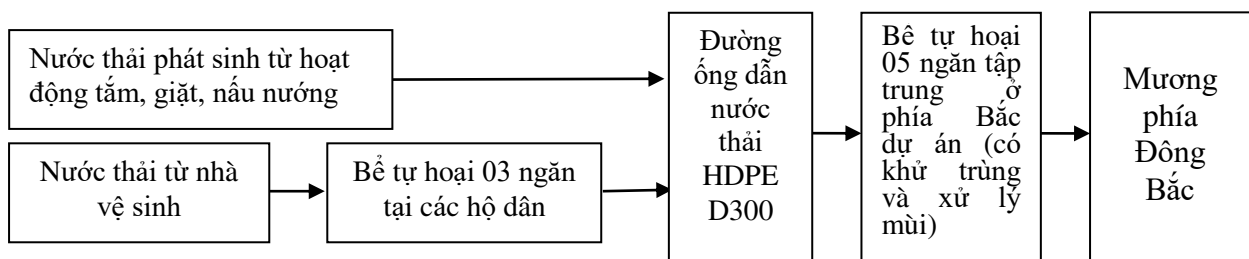 Nước thải phát sinh từ hoạt
động tắm, giặt, nấu nướng
Nước thải từ nhà
vệ sinh
Bể tự hoại 03 ngăn
tại các hộ dân
Đường
ống dẫn
nước
thải
HDPE
D300
Bê tự hoại
05 ngăn tập
trung ở
phía Bắc
dự án (có
khử trùng
và xử lý
mùi)
Mương
phía
Đông
Bắc